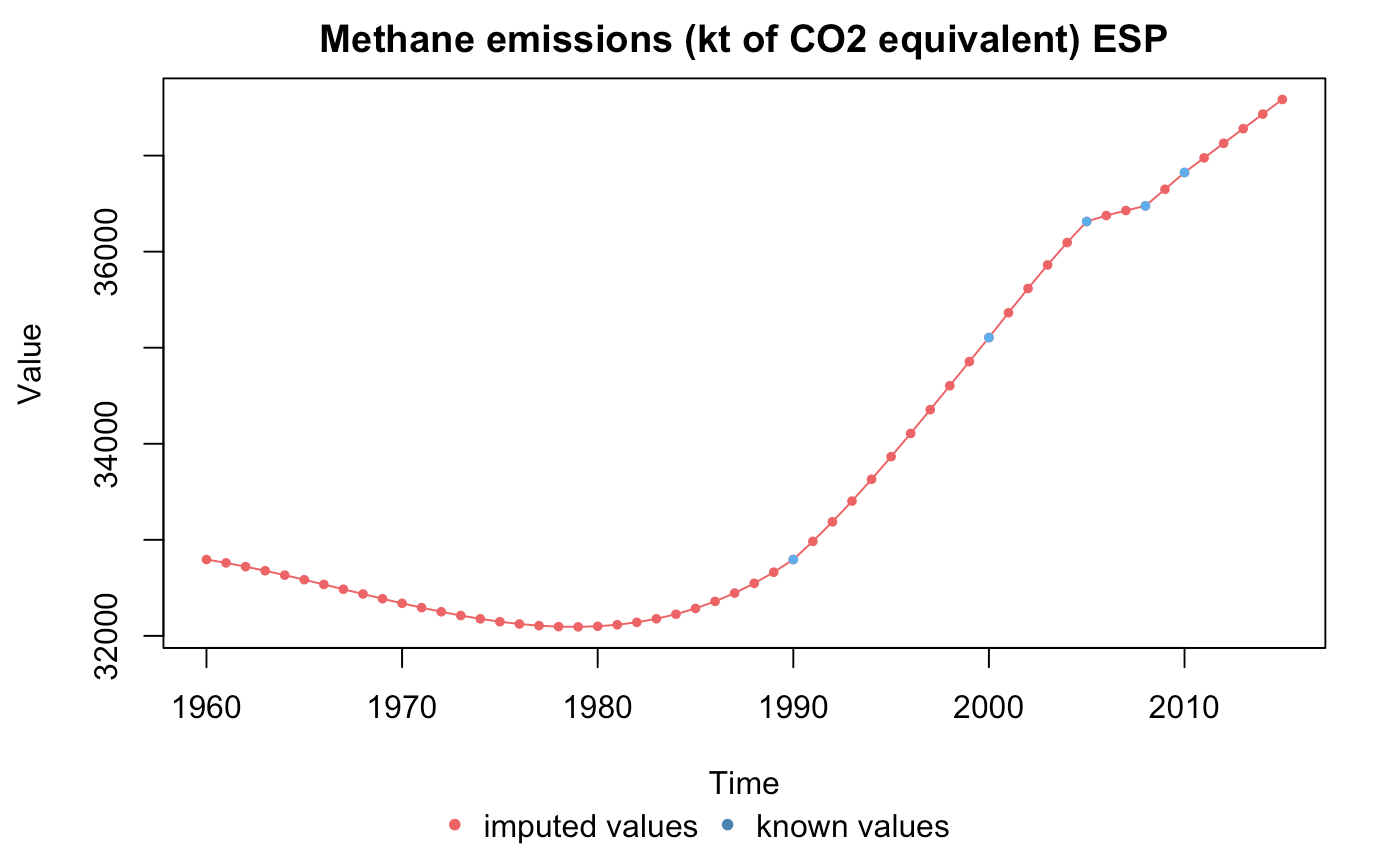 Methane emissions (kt of CO2 equivalent) ESP
Value
36000
34000
32000
1960 1970 1980 1990 2000 2010
Time
imputed values known values